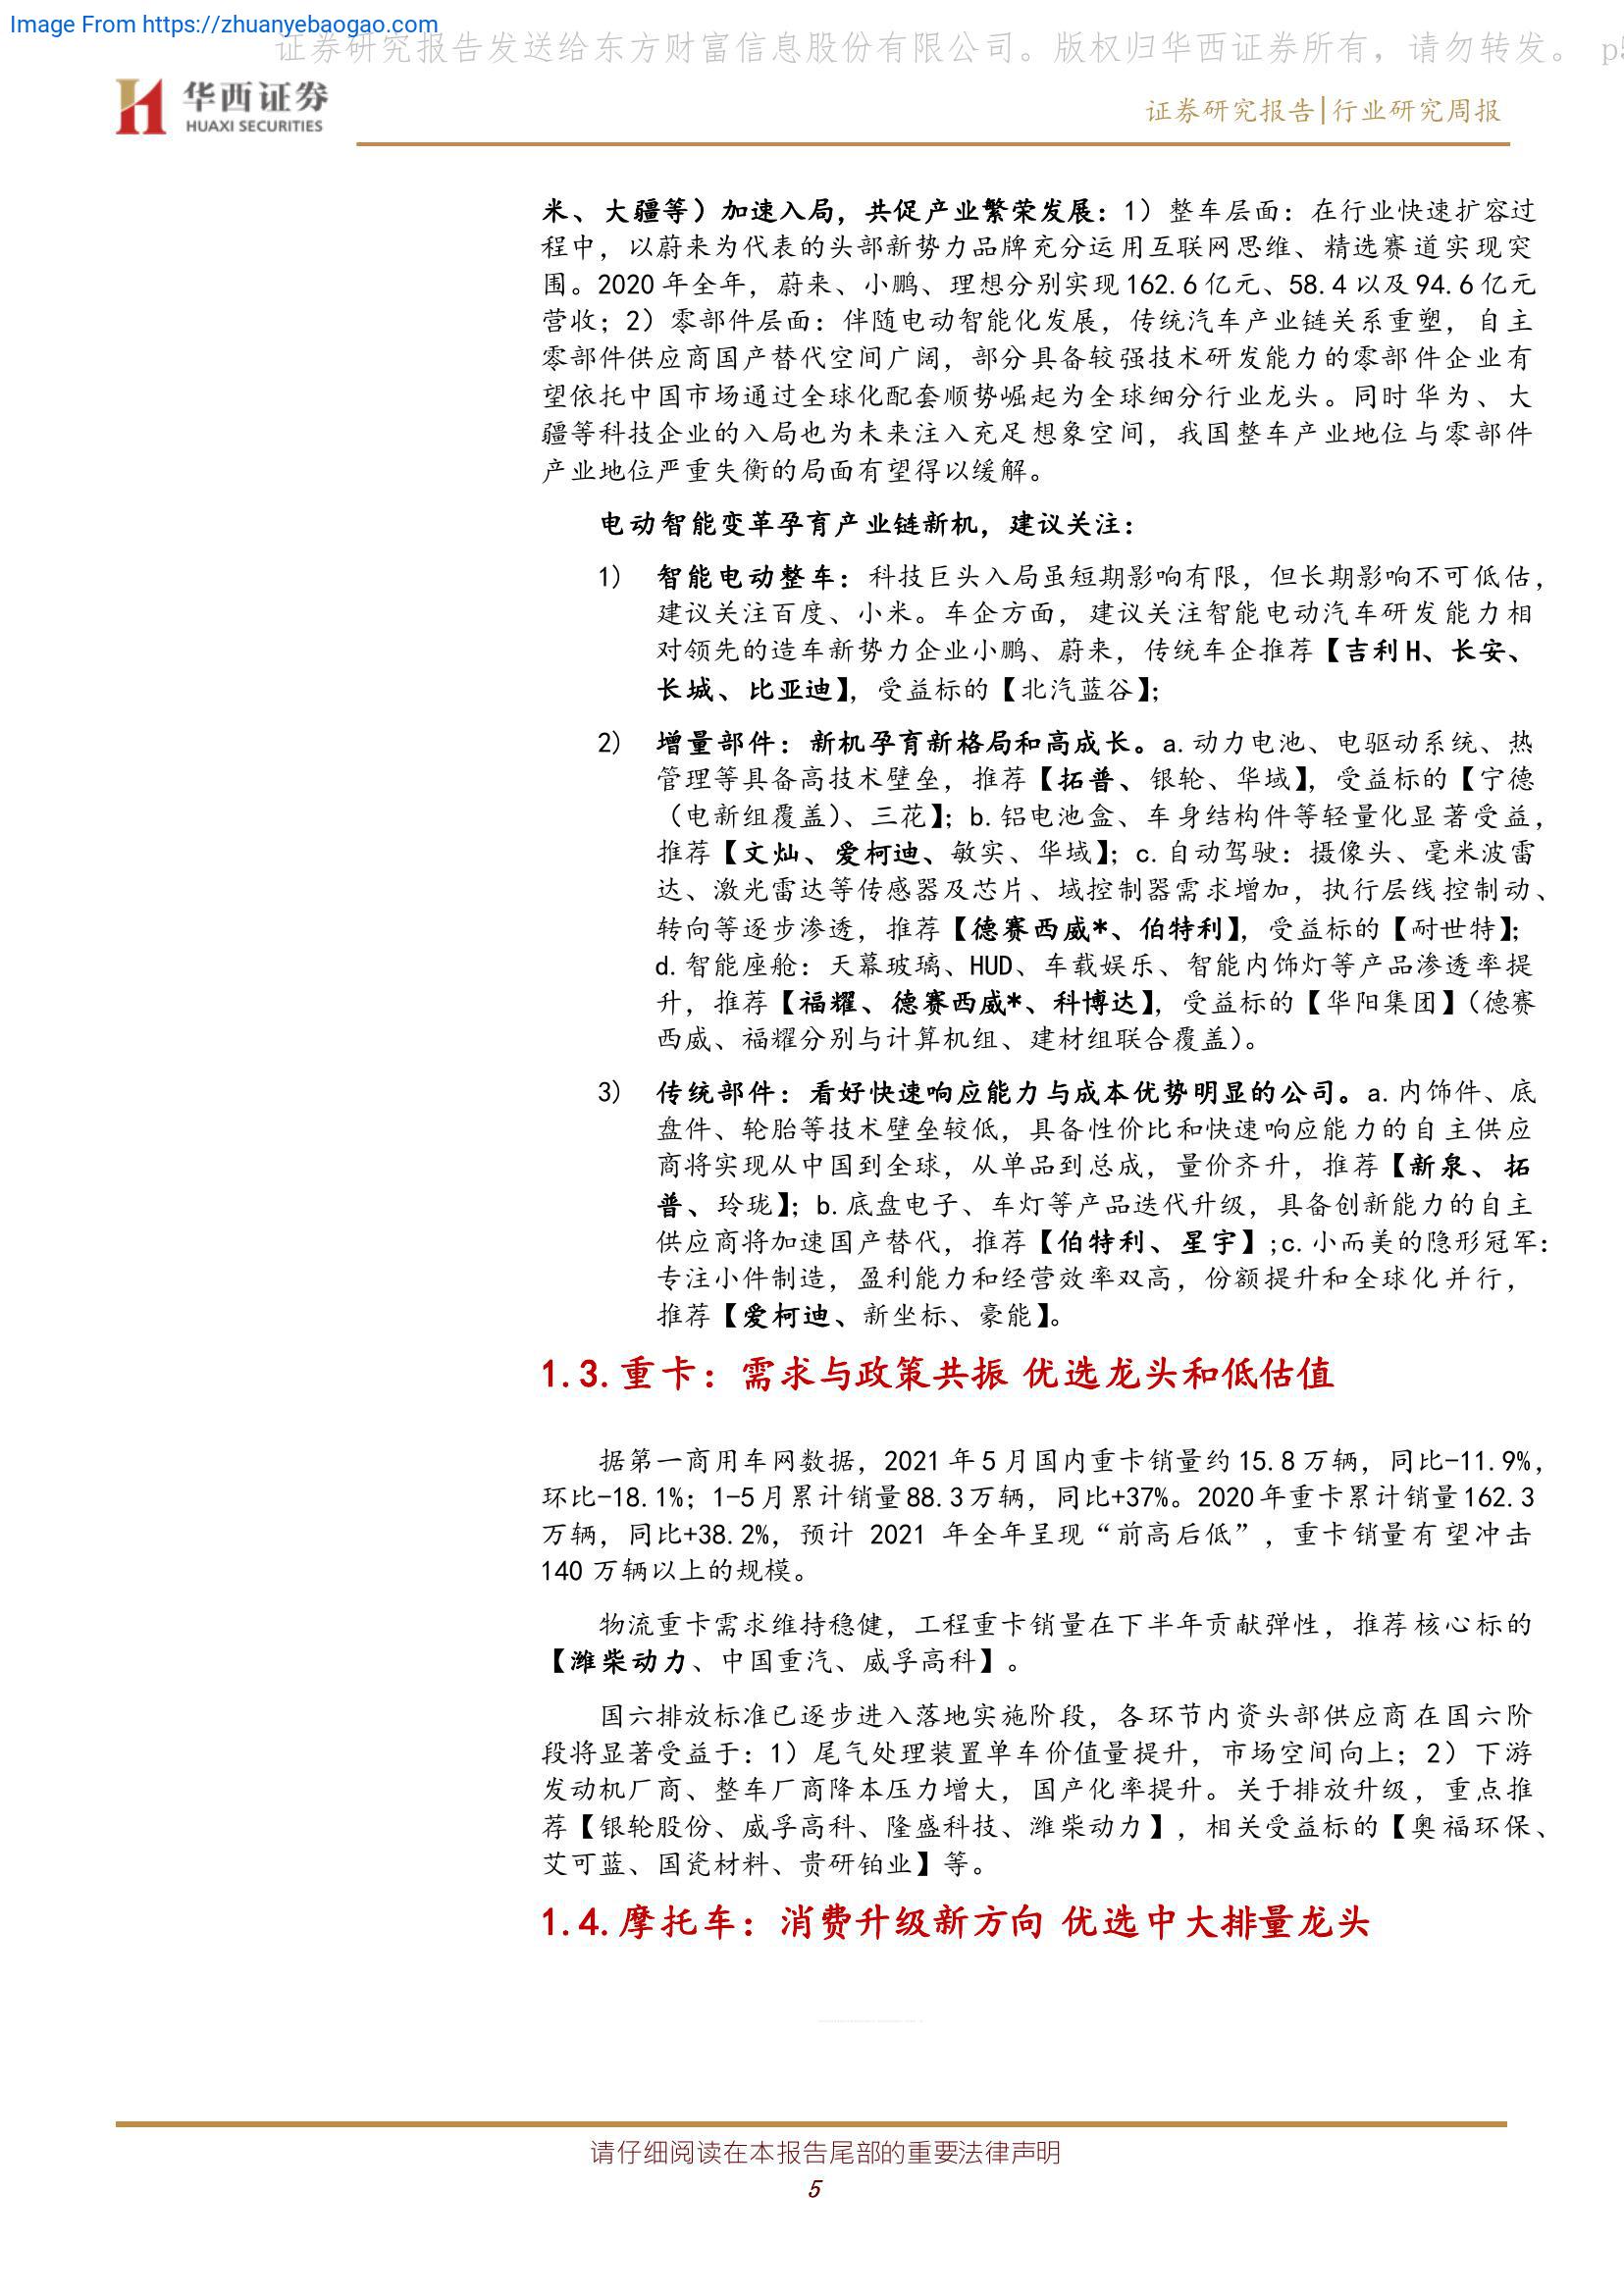 Image From https://zhuanyebaogao.com
证券研究报告发送给东方财富信息股份有限公司。版权归华西证券所有，请勿转发。 p5
华西证券
HUAXI SECURITIES
证券研究报告|行业研究周报
米、大疆等）加速入局，共促产业繁荣发展：1）整车层面：在行业快速扩容过
程中，以蔚来为代表的头部新势力品牌充分运用互联网思维、精选赛道实现突
围。2020 年全年，蔚来、小鹏、理想分别实现 162.6 亿元、58.4 以及 94.6 亿元
营收；2）零部件层面：伴随电动智能化发展，传统汽车产业链关系重塑，自主
零部件供应商国产替代空间广阔，部分具备较强技术研发能力的零部件企业有
望依托中国市场通过全球化配套顺势崛起为全球细分行业龙头。同时华为、大
疆等科技企业的入局也为未来注入充足想象空间，我国整车产业地位与零部件
产业地位严重失衡的局面有望得以缓解。
电动智能变革孕育产业链新机，建议关注：
1) 智能电动整车：科技巨头入局虽短期影响有限，但长期影响不可低估，
建议关注百度、小米。车企方面，建议关注智能电动汽车研发能力相
对领先的造车新势力企业小鹏、蔚来，传统车企推荐【吉利 H、长安、
长城、比亚迪】，受益标的【北汽蓝谷】；
2) 增量部件：新机孕育新格局和高成长。a.动力电池、电驱动系统、热
管理等具备高技术壁垒，推荐【拓普、银轮、华域】，受益标的【宁德
（电新组覆盖）、三花】；b.铝电池盒、车身结构件等轻量化显著受益，
推荐【文灿、爱柯迪、敏实、华域】；c.自动驾驶：摄像头、毫米波雷
达、激光雷达等传感器及芯片、域控制器需求增加，执行层线控制动、
转向等逐步渗透，推荐【德赛西威*、伯特利】，受益标的【耐世特】；
d.智能座舱：天幕玻璃、HUD、车载娱乐、智能内饰灯等产品渗透率提
升，推荐【福耀、德赛西威*、科博达】，受益标的【华阳集团】（德赛
西威、福耀分别与计算机组、建材组联合覆盖）。
3) 传统部件：看好快速响应能力与成本优势明显的公司。a.内饰件、底
盘件、轮胎等技术壁垒较低，具备性价比和快速响应能力的自主供应
商将实现从中国到全球，从单品到总成，量价齐升，推荐【新泉、拓
普、玲珑】；b.底盘电子、车灯等产品迭代升级，具备创新能力的自主
供应商将加速国产替代，推荐【伯特利、星宇】;c.小而美的隐形冠军：
专注小件制造，盈利能力和经营效率双高，份额提升和全球化并行，
推荐【爱柯迪、新坐标、豪能】。
1.3.重卡：需求与政策共振 优选龙头和低估值
据第一商用车网数据，2021 年 5 月国内重卡销量约 15.8 万辆，同比-11.9%，
环比-18.1%；1-5 月累计销量 88.3 万辆，同比+37%。2020 年重卡累计销量 162.3
万辆，同比+38.2%，预计 2021 年全年呈现“前高后低”，重卡销量有望冲击
140 万辆以上的规模。
物流重卡需求维持稳健，工程重卡销量在下半年贡献弹性，推荐核心标的
【潍柴动力、中国重汽、威孚高科】。
国六排放标准已逐步进入落地实施阶段，各环节内资头部供应商在国六阶
段将显著受益于：1）尾气处理装置单车价值量提升，市场空间向上；2）下游
发动机厂商、整车厂商降本压力增大，国产化率提升。关于排放升级，重点推
荐【银轮股份、威孚高科、隆盛科技、潍柴动力】，相关受益标的【奥福环保、
艾可蓝、国瓷材料、贵研铂业】等。
1.4.摩托车：消费升级新方向 优选中大排量龙头
请仔细阅读在本报告尾部的重要法律声明
5